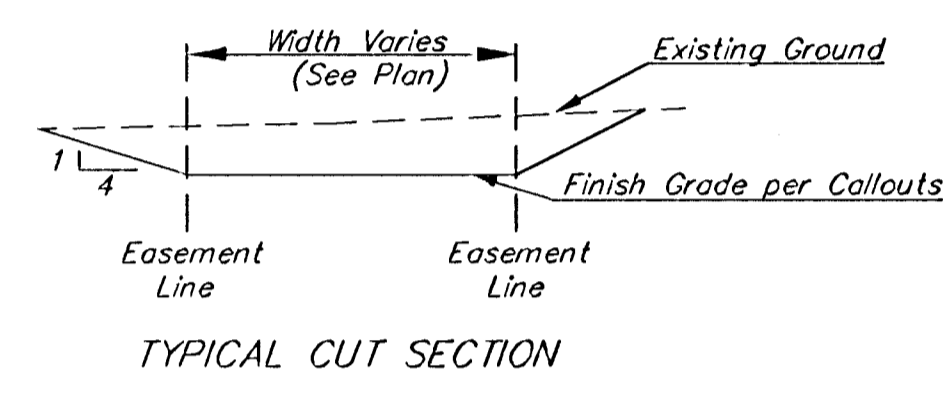 Width Varies
(See Plan)
Existing Ground
1
4
Finish Grade per Callouts
Easement
Line
Easement
Line
TYPICAL CUT SECTION